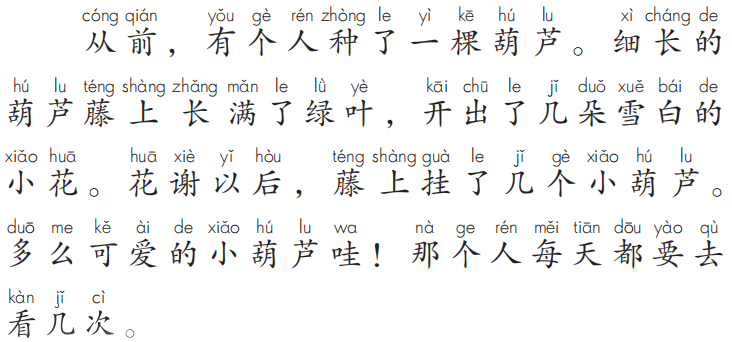 cóng qián yǒu gè rén zhòng le yì kē hú lu xì cháng de
从前，有个人种了一棵葫芦。细长的
hú lu téng shàng zhǎng mǎn le lǜ yè kāi chū le jǐ duǒ xuě bái de
葫芦藤上长满了绿叶，开出了几朵雪白的
xiǎo huā huā xiè yǐ hòu téng shàng guà le jǐ gè xiǎo hú lu
小花。花谢以后，藤上挂了几个小葫芦。
duō me kě ài de xiǎo hú lu wa nà ge rén měi tiān dōu yào qù
多么可爱的小葫芦哇！那个人每天都要去
kàn jǐ cì
看几次。